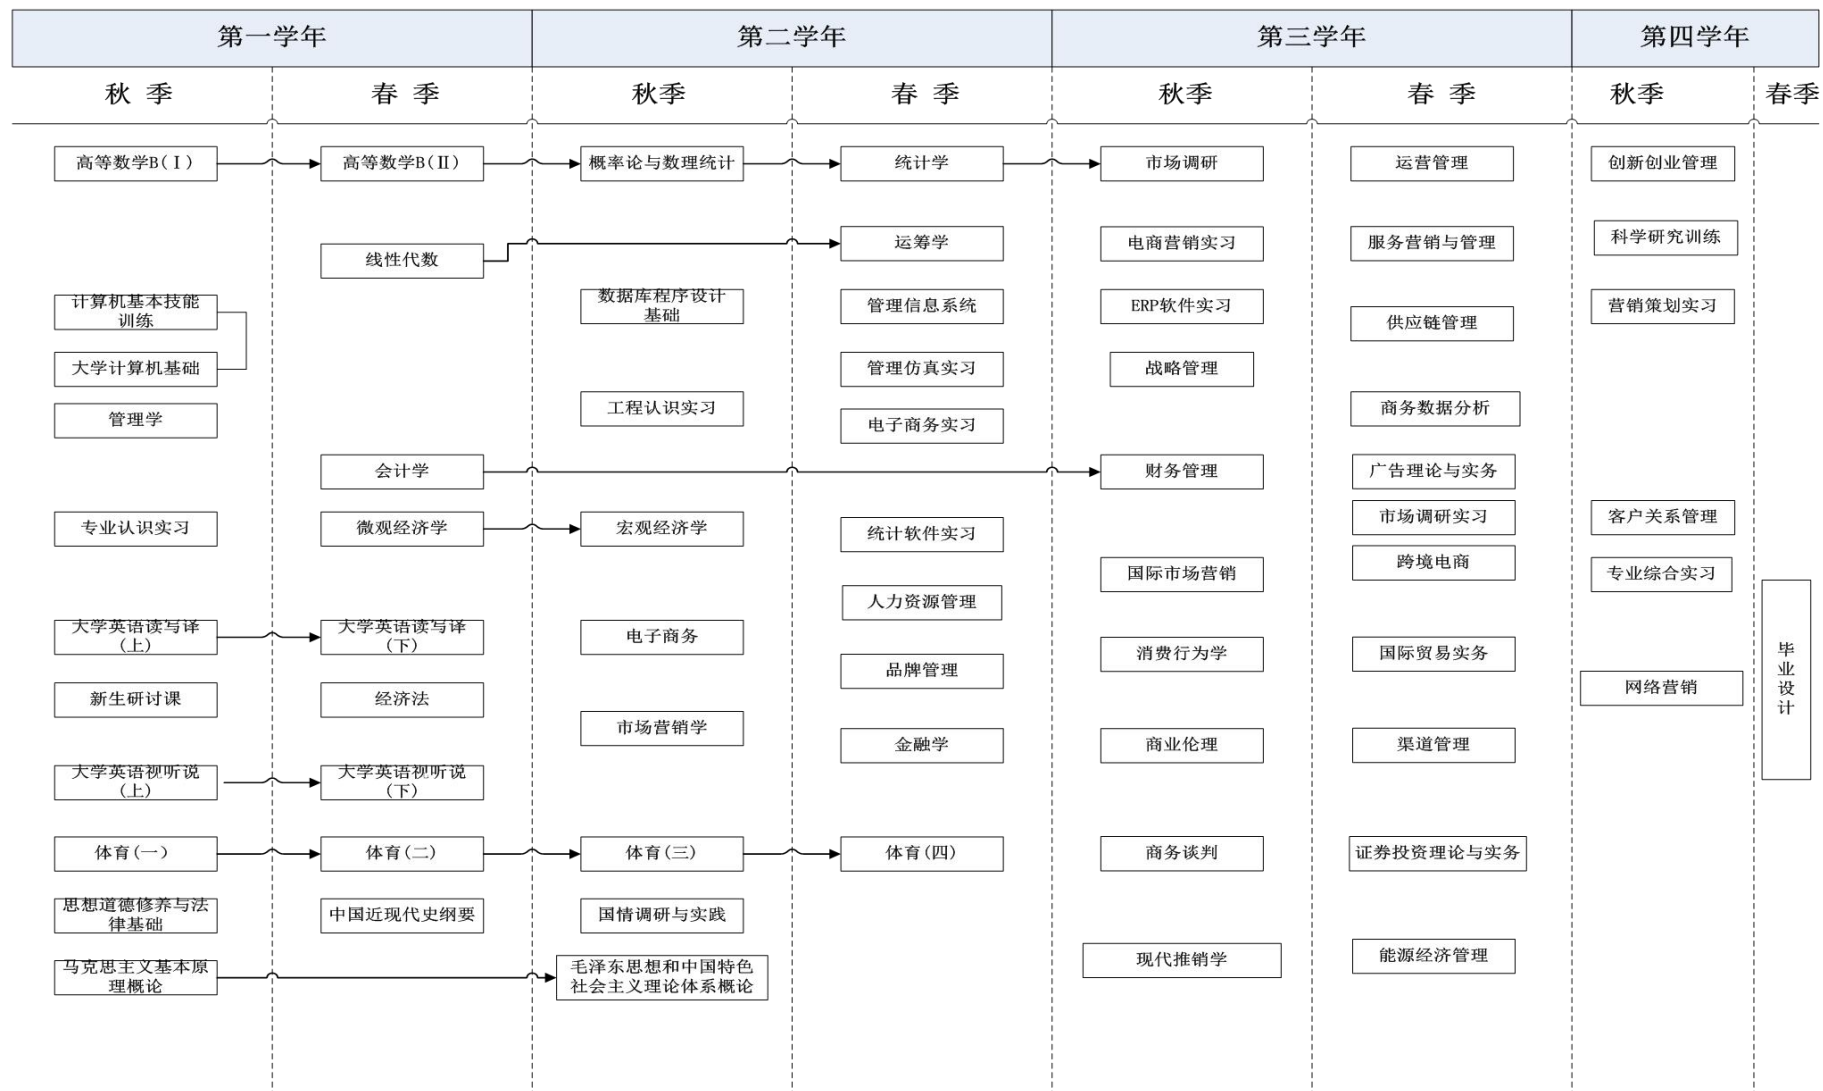 第一学年
第二学年
第三学年
第四学年
秋 季
春 季
秋季
春 季
秋季
春 季
秋季
春季
高等数学B(Ⅰ)
高等数学B(Ⅱ)
概率论与数理统计
统计学
市场调研
运营管理
创新创业管理
线性代数
运筹学
电商营销实习
服务营销与管理
科学研究训练
计算机基本技能
训练
数据库程序设计
基础
管理信息系统
ERP软件实习
供应链管理
营销策划实习
大学计算机基础
管理仿真实习
战略管理
管理学
工程认识实习
电子商务实习
商务数据分析
会计学
财务管理
广告理论与实务
专业认识实习
微观经济学
宏观经济学
统计软件实习
市场调研实习
客户关系管理
国际市场营销
跨境电商
专业综合实习
人力资源管理
大学英语读写译
(上)
大学英语读写译
(下)
电子商务
消费行为学
国际贸易实务
品牌管理
网络营销
毕
业
设
计
新生研讨课
经济法
市场营销学
金融学
商业伦理
渠道管理
大学英语视听说
(上)
大学英语视听说
(下)
体育(一)
体育(二)
体育(三)
体育(四)
商务谈判
证券投资理论与实务
思想道德修养与法
律基础
中国近现代史纲要
国情调研与实践
现代推销学
能源经济管理
马克思主义基本原
理概论
毛泽东思想和中国特色
社会主义理论体系概论